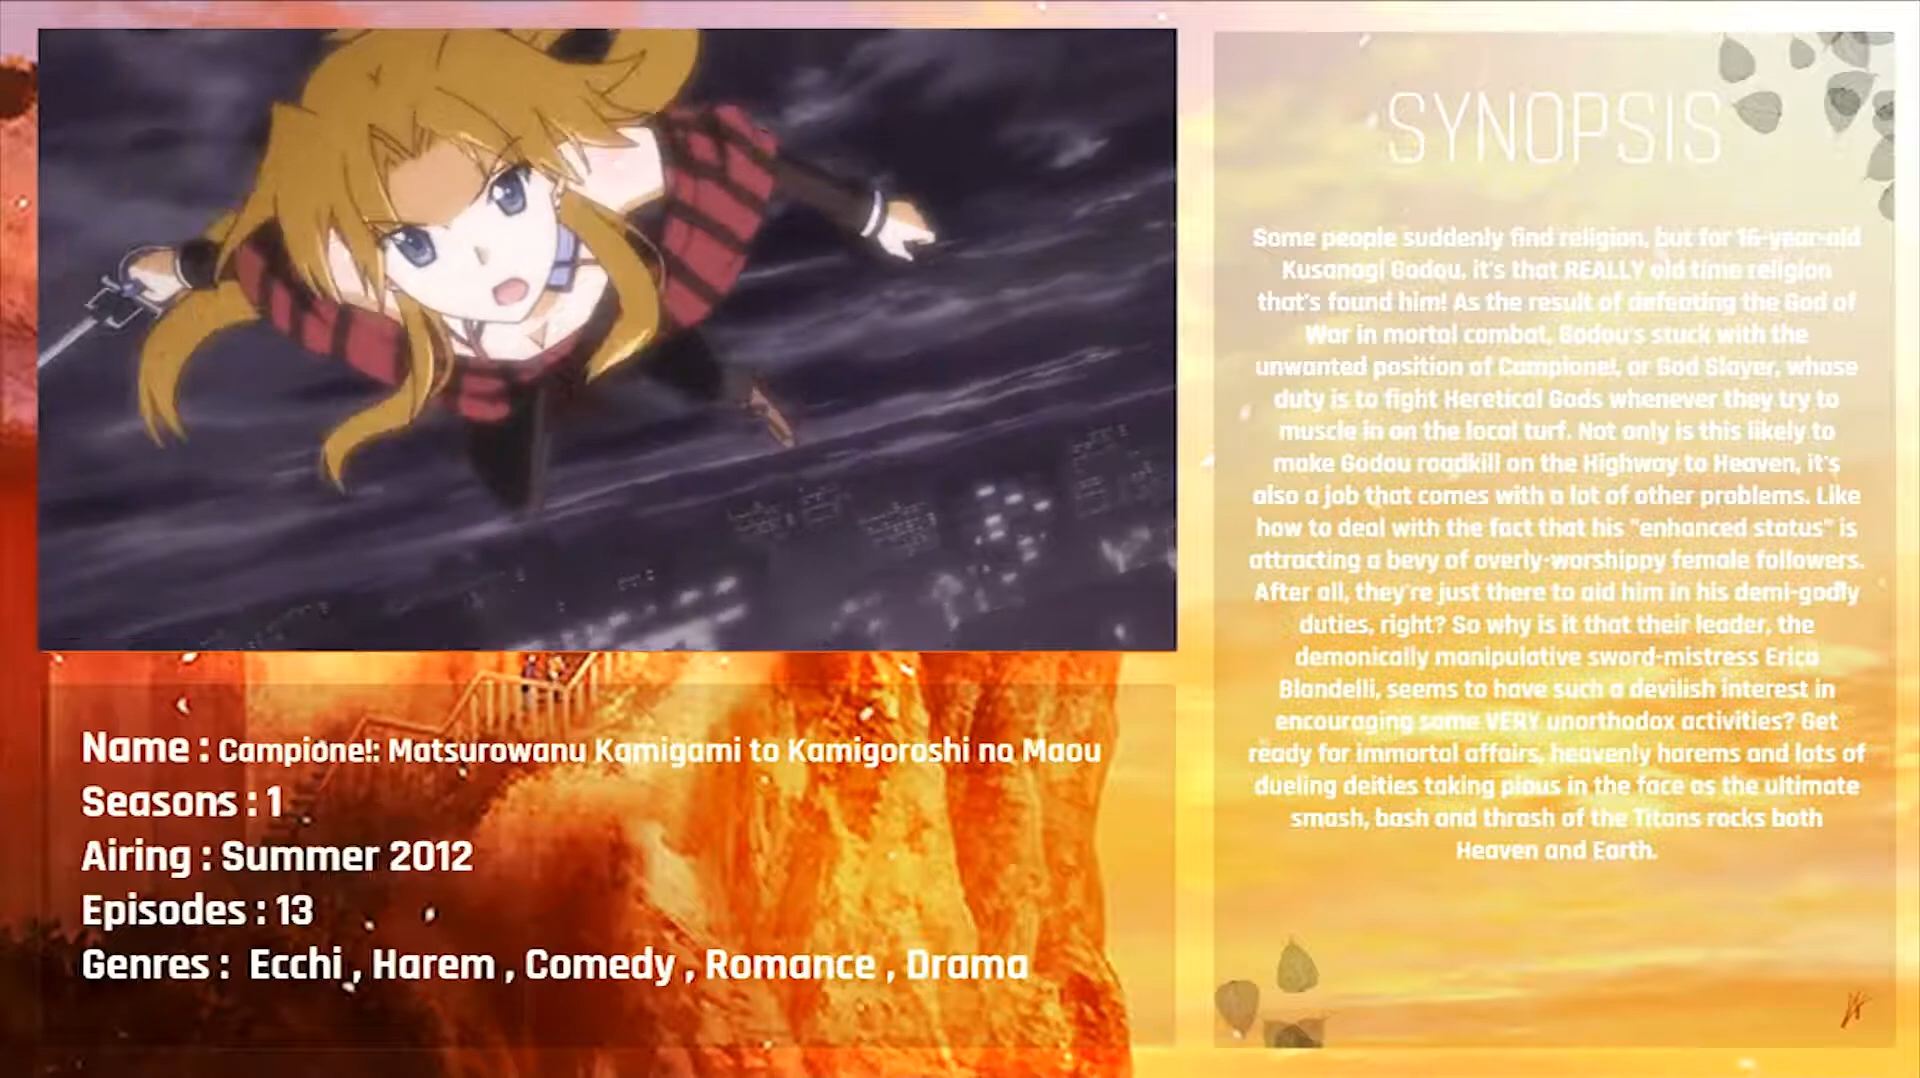 SYNOPSIS
Some people suddenly find religion, but for 16-year-old
Kusanagi Godou, it's that REALLY old time religion
that's found him! As the result of defeating the God of
War in mortal combat, Godou's stuck with the
unwanted position of Campione!, or God Slayer, whose
duty is to fight Heretical Gods whenever they try to
muscle in on the local turf. Not only is this likely to
make Godou roadkill on the Highway to Heaven, it's
also a job that comes with a lot of other problems. Like
how to deal with the fact that his "enhanced status" is
attracting a bevy of overly-worshippy female followers.
After all, they're just there to aid him in his demi-godly
duties, right? So why is it that their leader, the
demonically manipulative sword-mistress Erica
Blandelli, seems to have such a devilish interest in
encouraging some VERY unorthodox activities? Get
ready for immortal affairs, heavenly harems and lots of
dueling deities taking pious in the face as the ultimate
smash, bash and thrash of the Titans rocks both
Heaven and Earth.
Name : Campione!: Matsurowanu Kamigami to Kamigoroshi no Maou
Seasons : 1
Airing : Summer 2012
Episodes : 13
Genres : Ecchi , Harem , Comedy , Romance , Drama